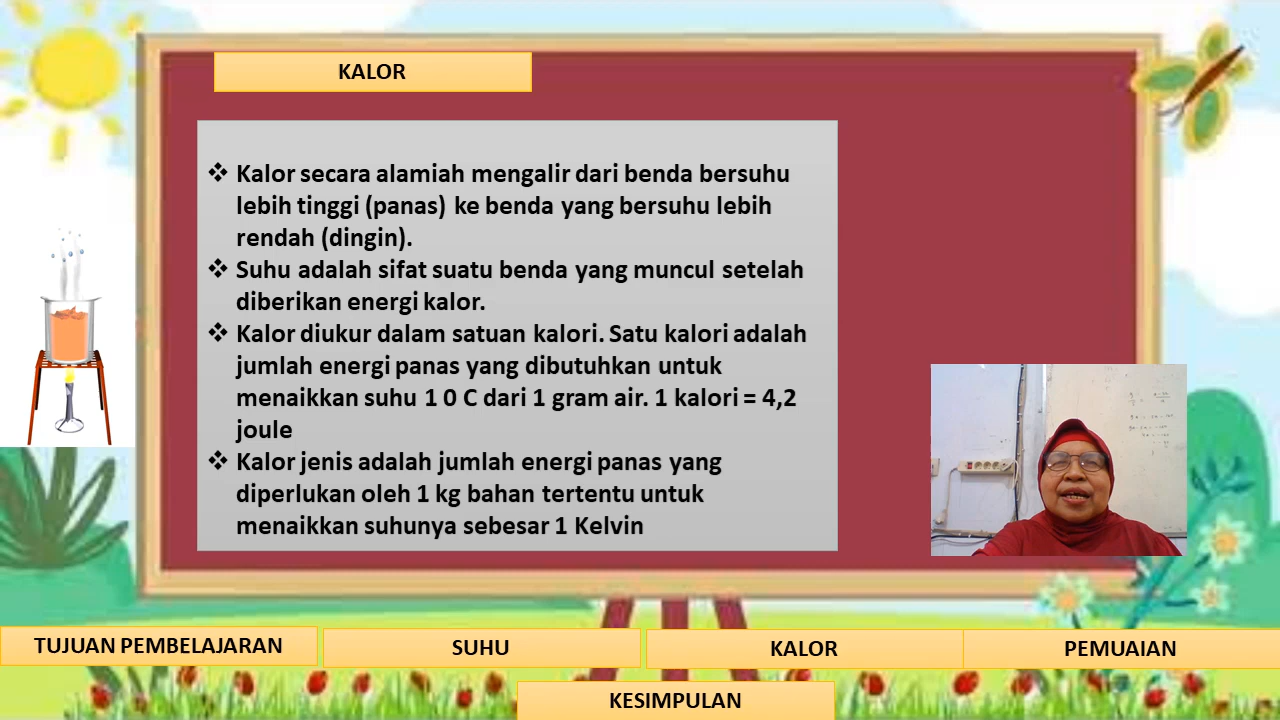 KALOR
❖ Kalor secara alamiah mengalir dari benda bersuhu
lebih tinggi (panas) ke benda yang bersuhu lebih
rendah (dingin).
❖ Suhu adalah sifat suatu benda yang muncul setelah
diberikan energi kalor.
❖ Kalor diukur dalam satuan kalori. Satu kalori adalah
jumlah energi panas yang dibutuhkan untuk
menaikkan suhu 1 0 C dari 1 gram air. 1 kalori = 4,2
joule
❖ Kalor jenis adalah jumlah energi panas yang
diperlukan oleh 1 kg bahan tertentu untuk
menaikkan suhunya sebesar 1 Kelvin
TUJUAN PEMBELAJARAN
SUHU
KALOR
PEMUAIAN
KESIMPULAN